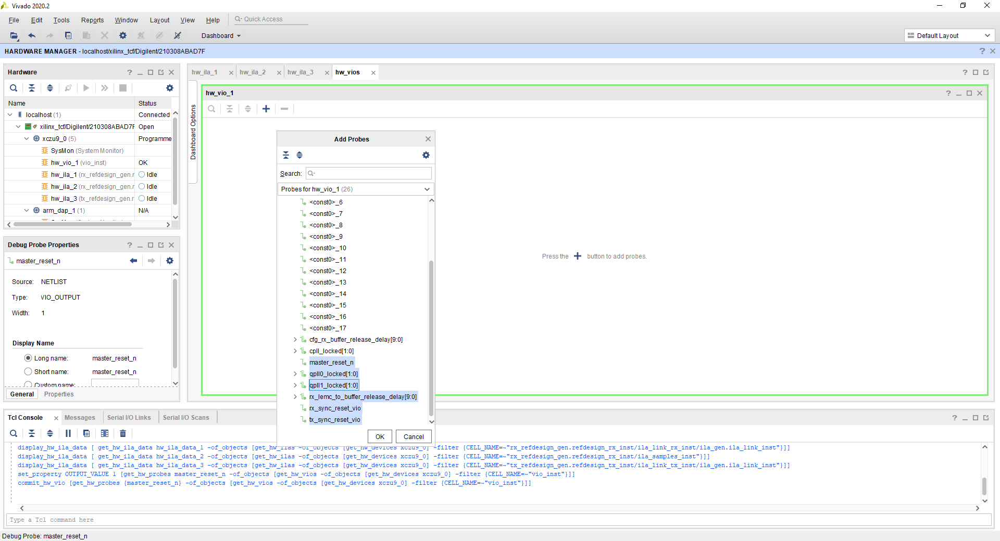 Vivado 2020.2
File Edit Tools Reports Window Layout View Help Quick Access
Dashboard
Default Layout
HARDWARE MANAGER - localhost/xilinx_tcf/Digilent/210308ABAD7F
Hardware
Name Status
localhost (1) Connected
xilinx_tcf/Digilent/210308ABAD7F Open
xczu9_0 (5) Programme
SysMon (System Monitor)
hw_vio_1 (vio_inst) OK
hw_ila_1 (rx_refdesign_gen.r Idle
hw_ila_2 (rx_refdesign_gen.r Idle
hw_ila_3 (tx_refdesign_gen.r Idle
arm_dap_1 (1) N/A
Debug Probe Properties
master_reset_n
Source: NETLIST
Type: VIO_OUTPUT
Width: 1
Display Name
Long name: master_reset_n
Short name: master_reset_n
Custom name:
General Properties
hw_ila_1 hw_ila_2 hw_ila_3 hw_vios
Dashboard Options
hw_vio_1
Press the + button to add probes.
Add Probes
Search:
Probes for hw_vio_1 (26)
<const0>_6
<const0>_7
<const0>_8
<const0>_9
<const0>_10
<const0>_11
<const0>_12
<const0>_13
<const0>_14
<const0>_15
<const0>_16
<const0>_17
cfg_rx_buffer_release_delay[9:0]
cpll_locked[1:0]
master_reset_n
qpll0_locked[1:0]
qpll1_locked[1:0]
rx_lemc_to_buffer_release_delay[9:0]
rx_sync_reset_vio
tx_sync_reset_vio
OK Cancel
Tcl Console Messages Serial I/O Links Serial I/O Scans
display_hw_ila_data [ get_hw_ila_data hw_ila_data_1 -of_objects [get_hw_ilas -of_objects [get_hw_devices xczu9_0] -filter {CELL_NAME=~"rx_refdesign_gen.refdesign_rx_inst/ila_link_rx_inst/ila_gen.ila_link_inst"}]]
display_hw_ila_data [ get_hw_ila_data hw_ila_data_2 -of_objects [get_hw_ilas -of_objects [get_hw_devices xczu9_0] -filter {CELL_NAME=~"rx_refdesign_gen.refdesign_rx_inst/ila_samples_inst"}]]
display_hw_ila_data [ get_hw_ila_data hw_ila_data_3 -of_objects [get_hw_ilas -of_objects [get_hw_devices xczu9_0] -filter {CELL_NAME=~"tx_refdesign_gen.refdesign_tx_inst/ila_link_tx_inst/ila_gen.ila_link_inst"}]]
set_property OUTPUT_VALUE 1 [get_hw_probes master_reset_n -of_objects [get_hw_vios -of_objects [get_hw_devices xczu9_0] -filter {CELL_NAME=~"vio_inst"}]]
commit_hw_vio [get_hw_probes {master_reset_n} -of_objects [get_hw_vios -of_objects [get_hw_devices xczu9_0] -filter {CELL_NAME=~"vio_inst"}]]
Type a Tcl command here
Debug Probe: master_reset_n